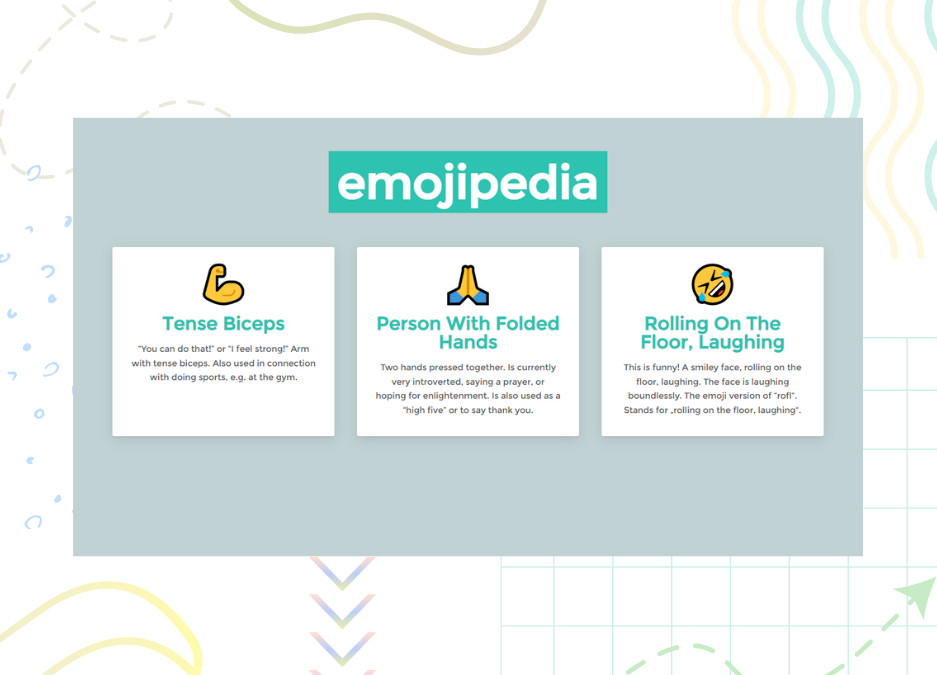 emojipedia
Tense Biceps
"You can do that!" or "I feel strong!" Arm
with tense biceps. Also used in connection
with doing sports, e.g. at the gym.
Person With Folded
Hands
Two hands pressed together. Is currently
very introverted, saying a prayer, or
hoping for enlightenment. Is also used as a
"high five" or to say thank you.
Rolling On The
Floor, Laughing
This is funny! A smiley face, rolling on the
floor, laughing. The face is laughing
boundlessly. The emoji version of "rofl".
Stands for „rolling on the floor, laughing".